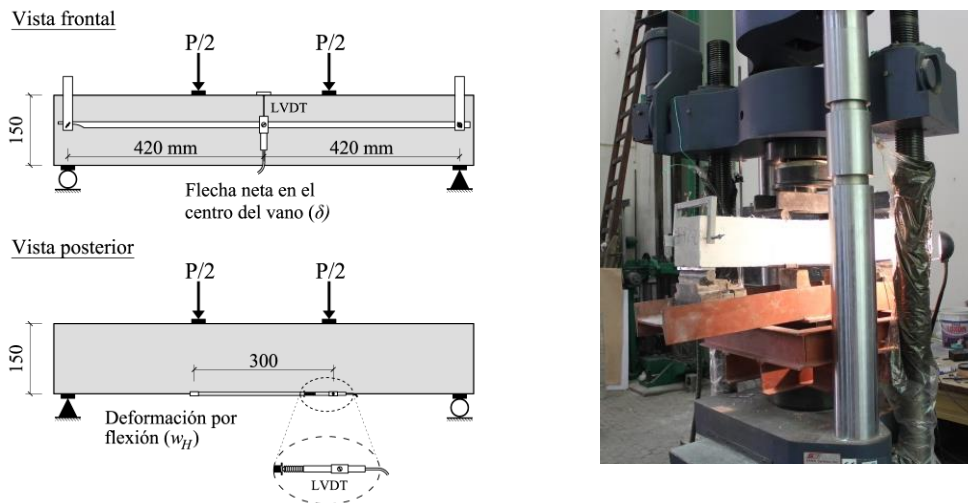 Vista frontal
P/2
P/2
LVDT
150
420 mm
420 mm
Flecha neta en el
centro del vano (δ)
Vista posterior
P/2
P/2
150
300
Deformación por
flexión (w_H)
LVDT